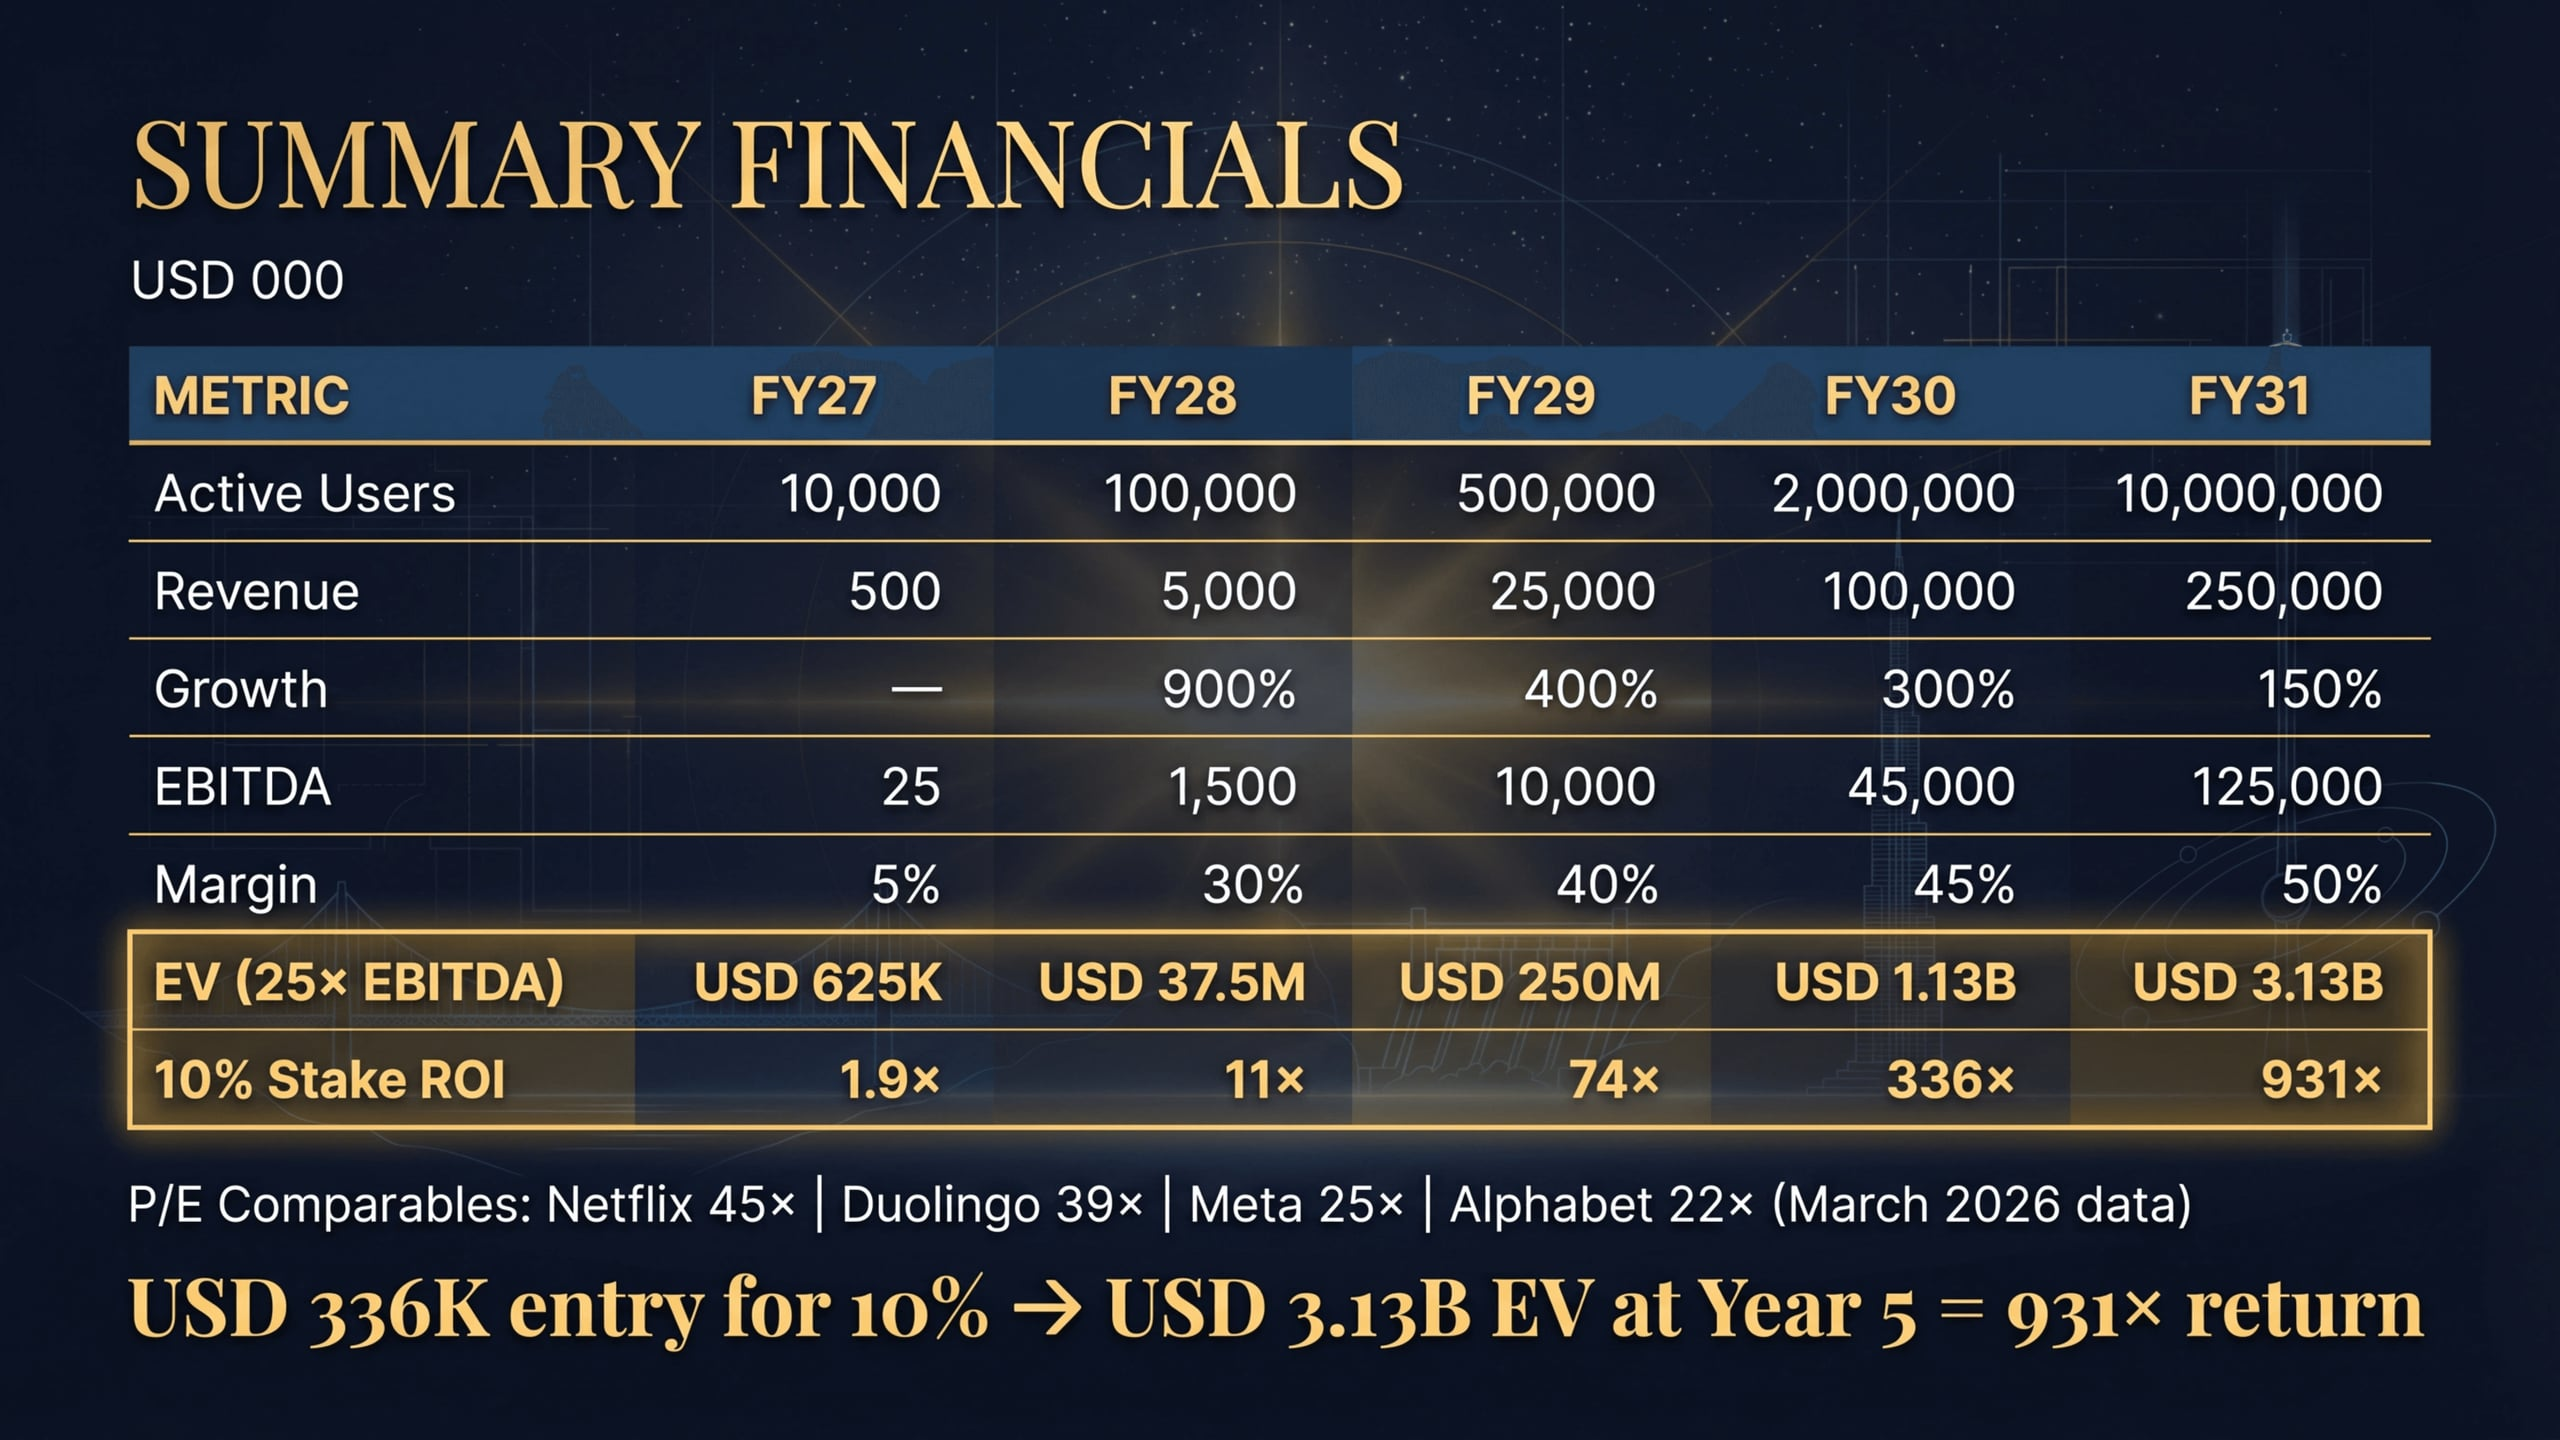 SUMMARY FINANCIALS
USD 000
METRIC FY27 FY28 FY29 FY30 FY31
Active Users 10,000 100,000 500,000 2,000,000 10,000,000
Revenue 500 5,000 25,000 100,000 250,000
Growth — 900% 400% 300% 150%
EBITDA 25 1,500 10,000 45,000 125,000
Margin 5% 30% 40% 45% 50%
EV (25× EBITDA) USD 625K USD 37.5M USD 250M USD 1.13B USD 3.13B
10% Stake ROI 1.9× 11× 74× 336× 931×
P/E Comparables: Netflix 45× | Duolingo 39× | Meta 25× | Alphabet 22× (March 2026 data)
USD 336K entry for 10% → USD 3.13B EV at Year 5 = 931× return